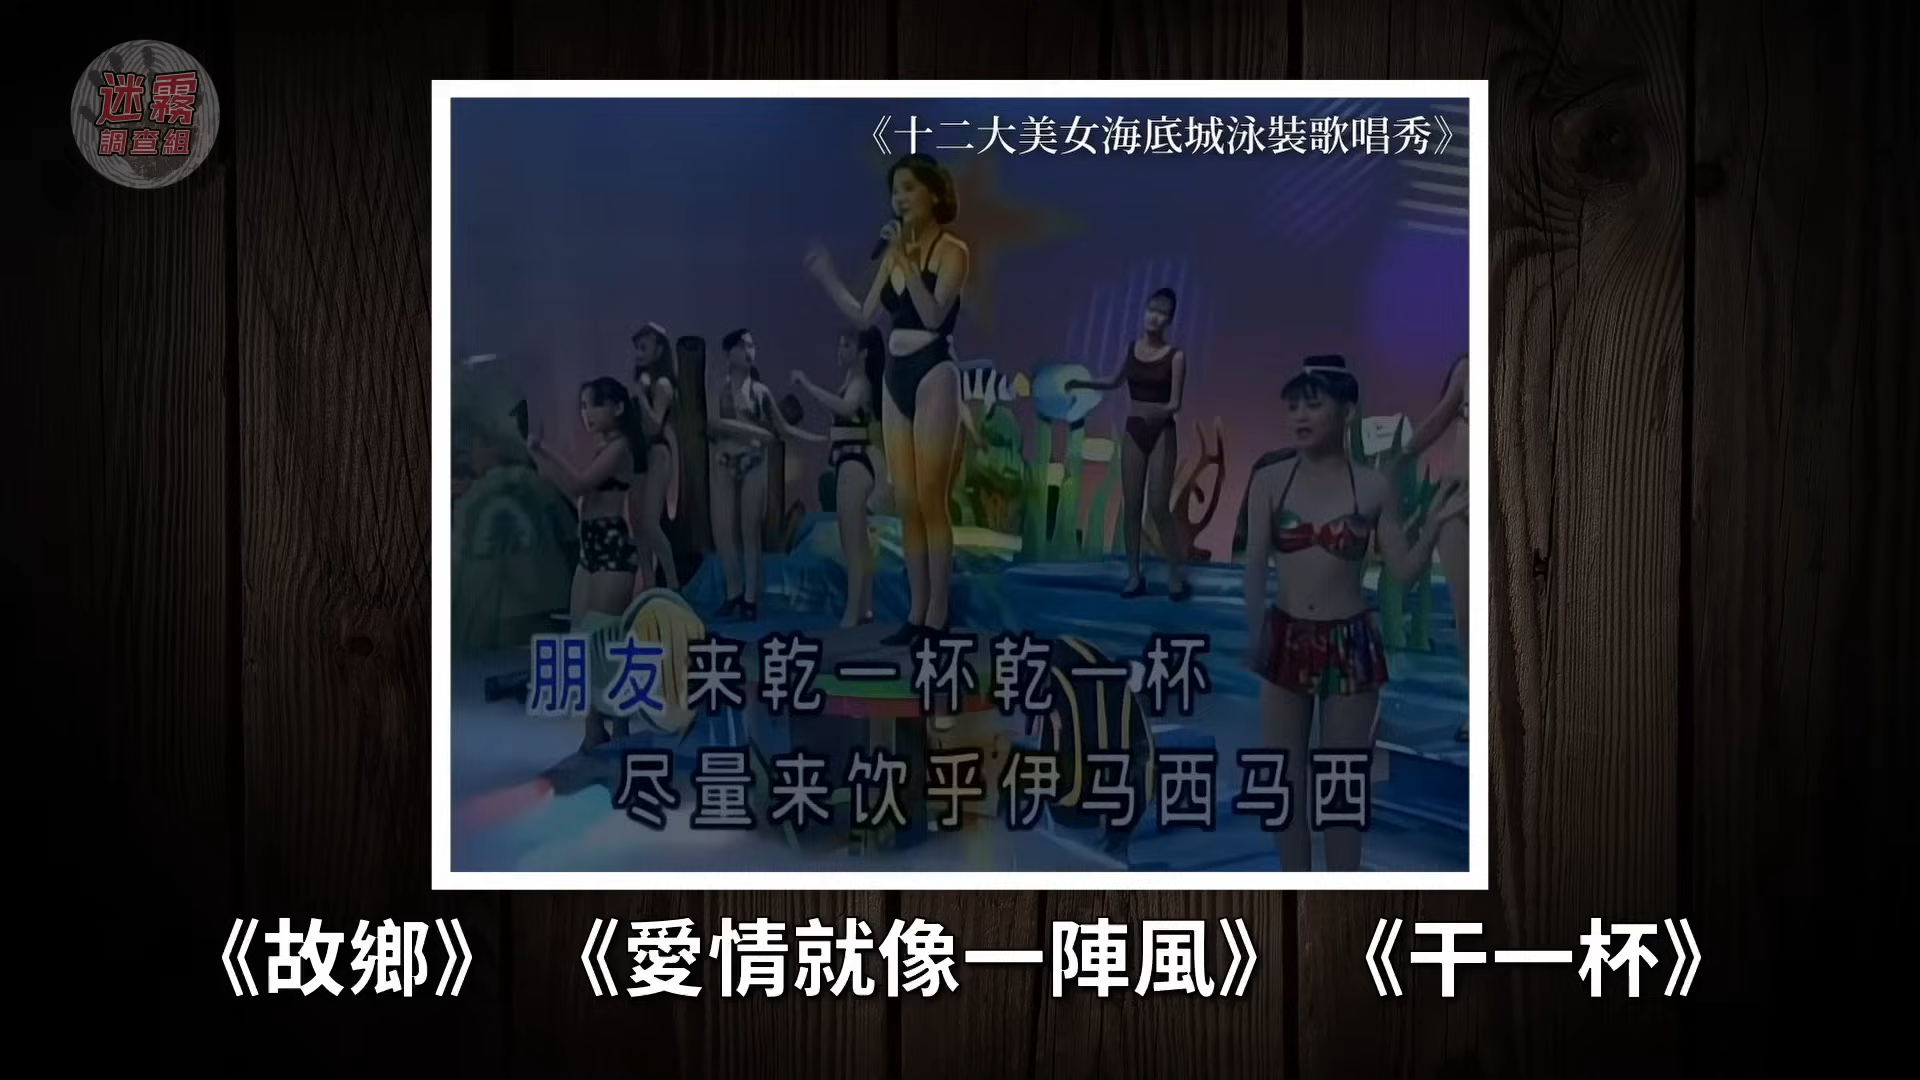 迷霧
調查組
《十二大美女海底城泳裝歌唱秀》
朋友来乾一杯乾一杯
尽量来饮乎伊马西马西
《故鄉》 《愛情就像一陣風》 《干一杯》